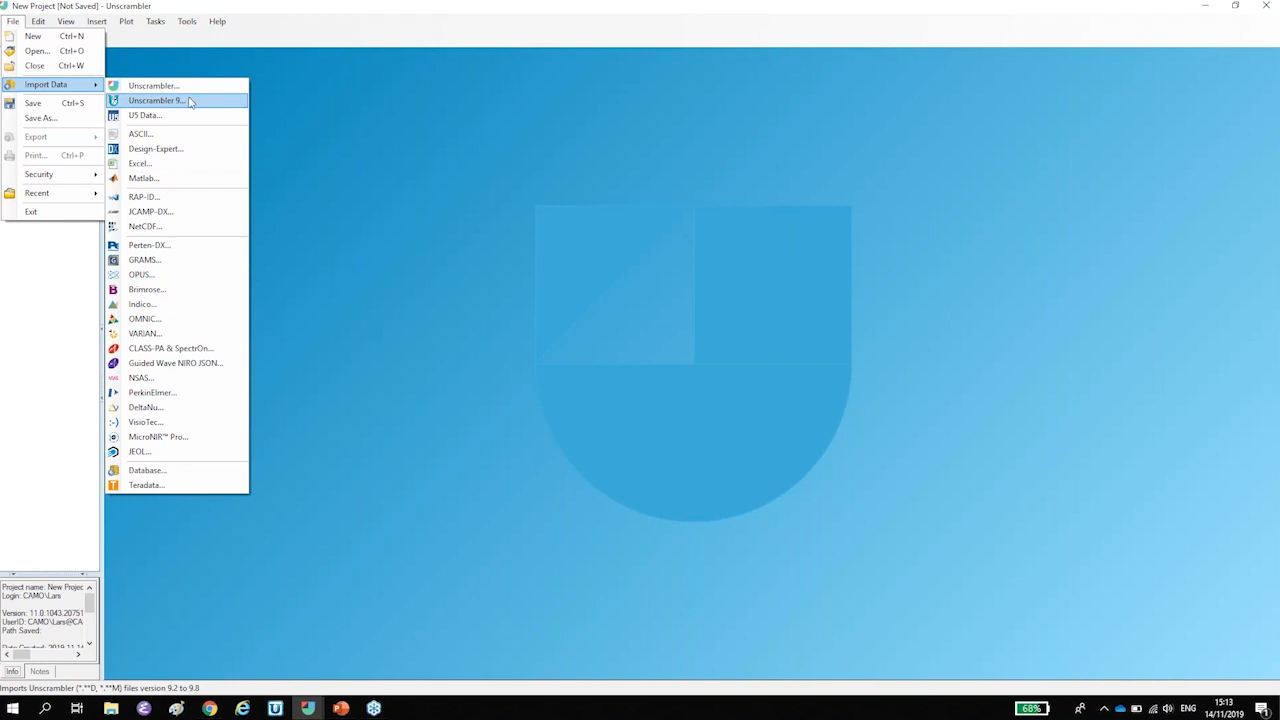 New Project [Not Saved] - Unscrambler
File Edit View Insert Plot Tasks Tools Help
New Ctrl+N
Open... Ctrl+O
Close Ctrl+W
Import Data
Save Ctrl+S
Save As...
Export
Print... Ctrl+P
Security
Recent
Exit
Unscrambler...
Unscrambler 9...
U5 Data...
ASCII...
Design-Expert...
Excel...
Matlab...
RAP-ID...
JCAMP-DX...
NetCDF...
Perten-DX...
GRAMS...
OPUS...
Brimrose...
Indico...
OMNIC...
VARIAN...
CLASS-PA & SpectrOn...
Guided Wave NIRO JSON...
NSAS...
PerkinElmer...
DeltaNu...
VisioTec...
MicroNIR™ Pro...
JEOL...
Database...
Teradata...
Project name: New Projec
Login: CAMO\Lars
Version: 11.0.1043.20751
UserID: CAMO\Lars@CA
Path Saved:
Info Notes
Imports Unscrambler (*.**D, *.**M) files version 9.2 to 9.8
68%
ENG
15:13
14/11/2019